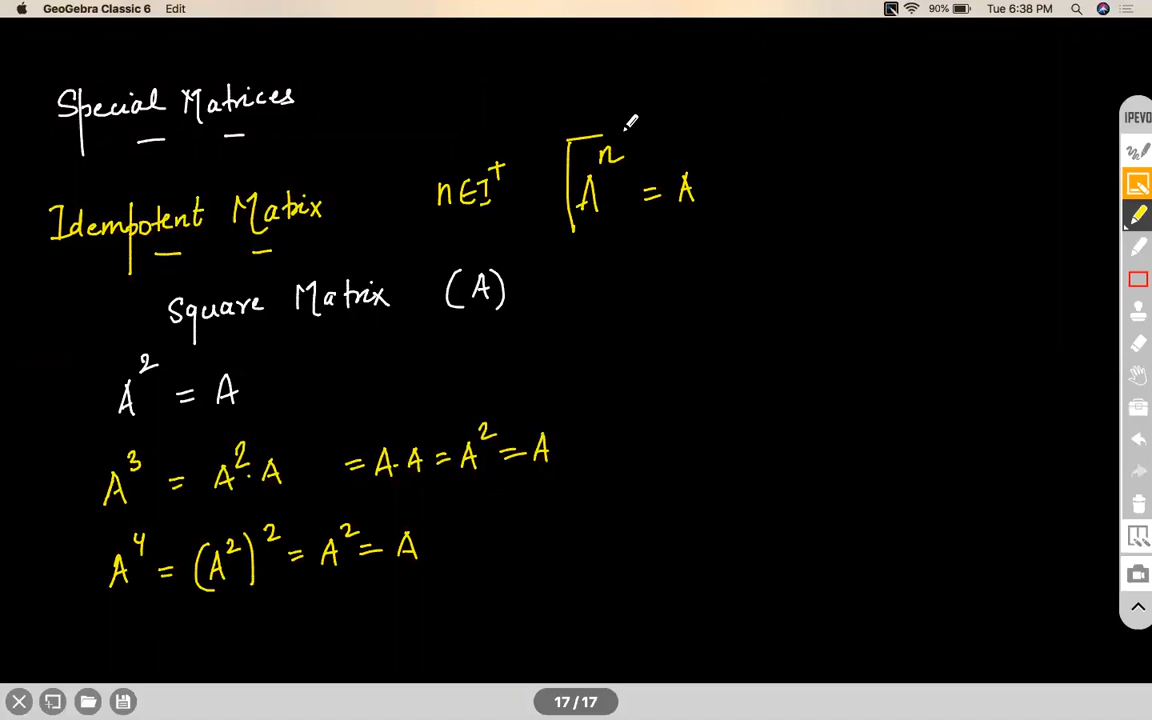 GeoGebra Classic 6 Edit 90% Tue 6:38 PM
Special Matrices
IPEVO
n∈I⁺ Aⁿ = A
Idempotent Matrix
Square Matrix (A)
A² = A
A³ = A²·A = A·A = A² = A
A⁴ = (A²)² = A² = A
17/17